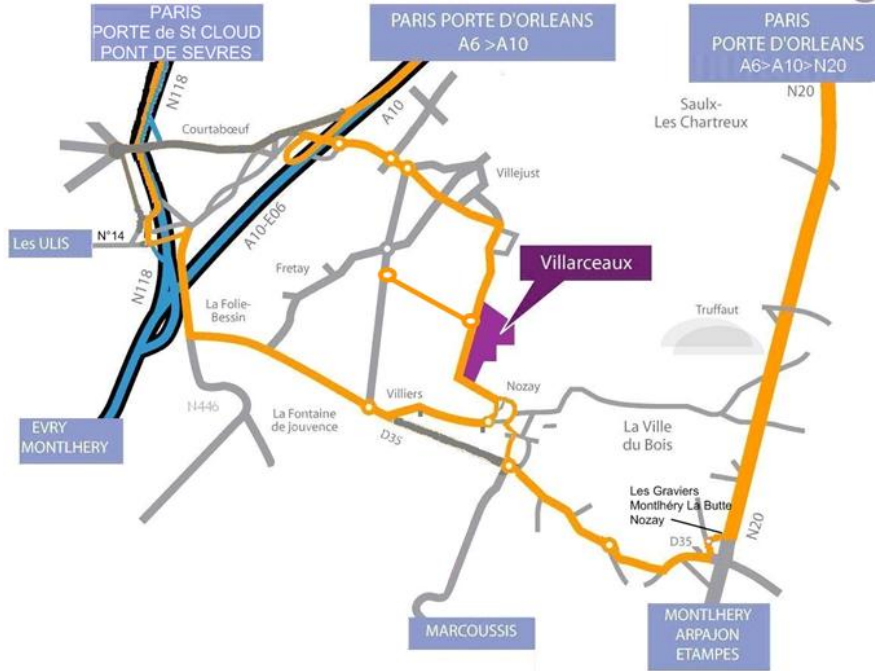 PARIS
PORTE de St CLOUD
PONT DE SEVRES
PARIS PORTE D'ORLEANS
A6 >A10
PARIS
PORTE D'ORLEANS
A6>A10>N20
N118
A10
N20
Saulx-
Les Chartreux
Courtabœuf
Villejust
Les ULIS
N°14
A10-E06
Villarceaux
N118
Fretay
La Folie-
Bessin
Truffaut
N446
Villiers
Nozay
EVRY
MONTLHERY
La Fontaine
de jouvence
D35
La Ville
du Bois
Les Graviers
Montlhéry La Butte
Nozay
D35
N20
MARCOUSSIS
MONTLHERY
ARPAJON
ETAMPES